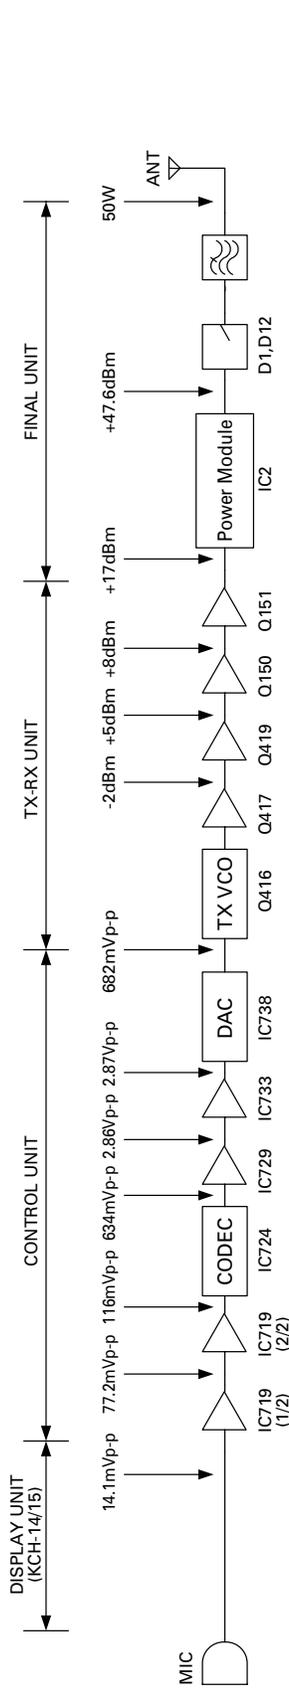 DISPLAY UNIT
(KCH-14/15)
CONTROL UNIT
TX-RX UNIT
FINAL UNIT
14.1mVp-p
77.2mVp-p
116mVp-p
634mVp-p
2.86Vp-p
2.87Vp-p
682mVp-p
-2dBm
+5dBm
+8dBm
+17dBm
+47.6dBm
50W
ANT
MIC
CODEC
DAC
TX VCO
Power Module
IC719
(1/2)
IC719
(2/2)
IC724
IC729
IC733
IC738
Q416
Q417
Q419
Q150
Q151
IC2
D1,D12